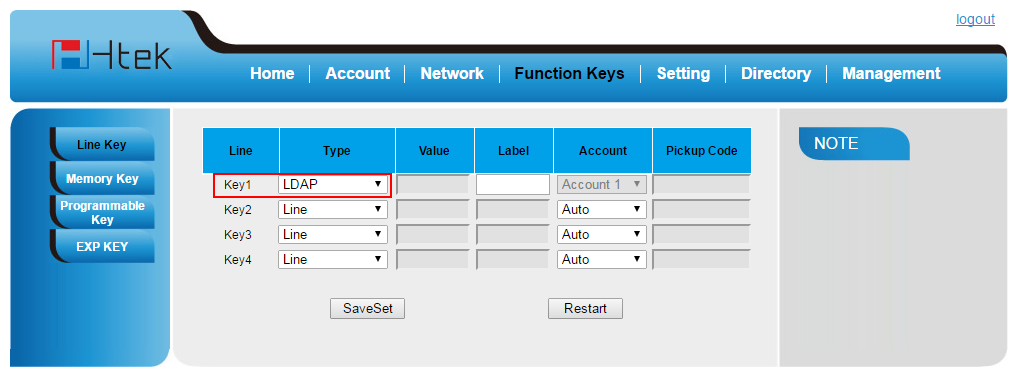 logout
Htek
Home Account Network Function Keys Setting Directory Management
Line Key
Memory Key
Programmable
Key
EXP KEY
Line Type Value Label Account Pickup Code
Key1 LDAP Account 1
Key2 Line Auto
Key3 Line Auto
Key4 Line Auto
SaveSet Restart
NOTE